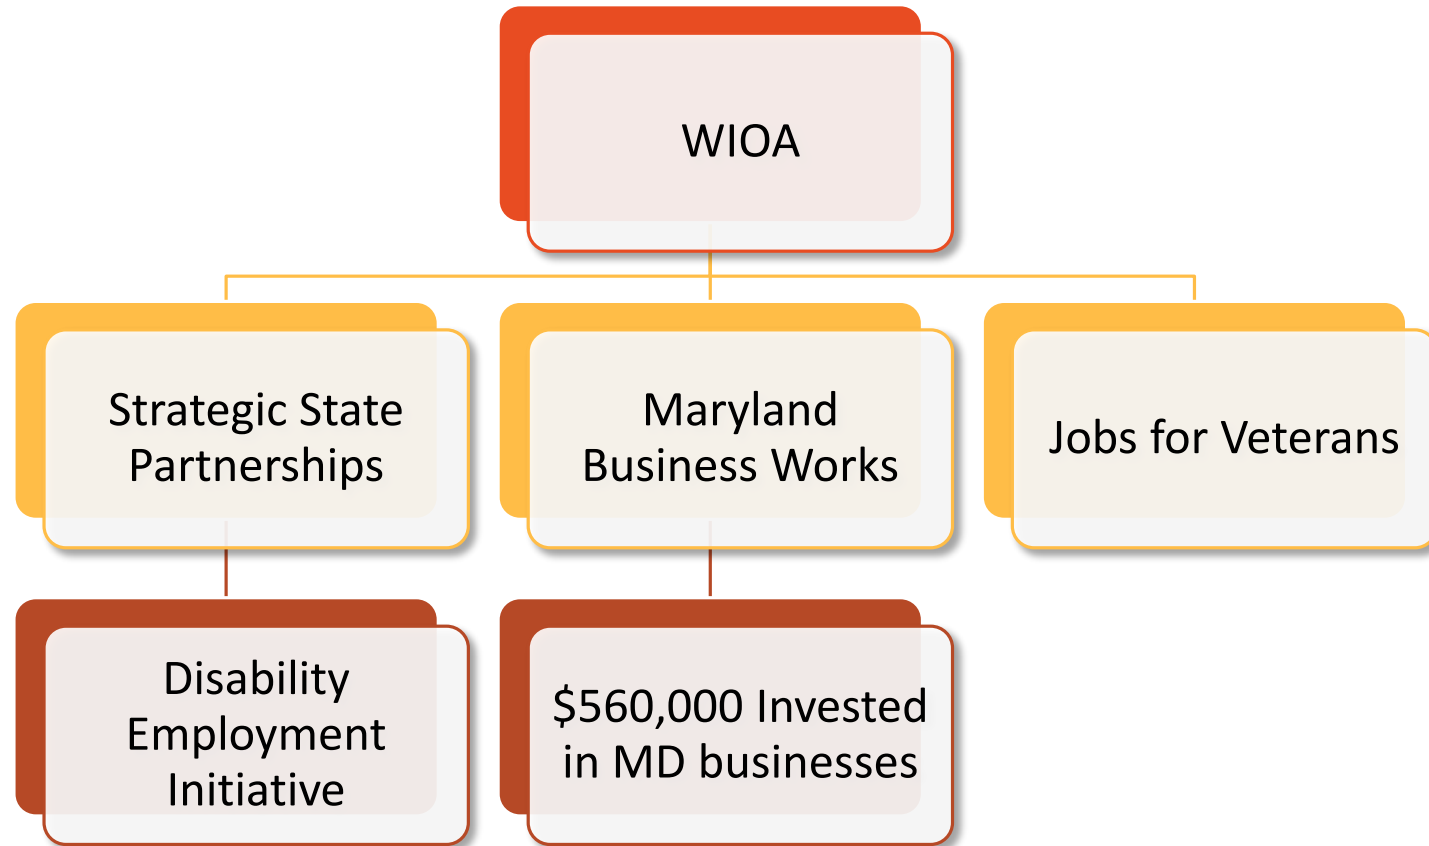 WIOA
Strategic State
Partnerships
Maryland
Business Works
Jobs for Veterans
Disability
Employment
Initiative
$560,000 Invested
in MD businesses